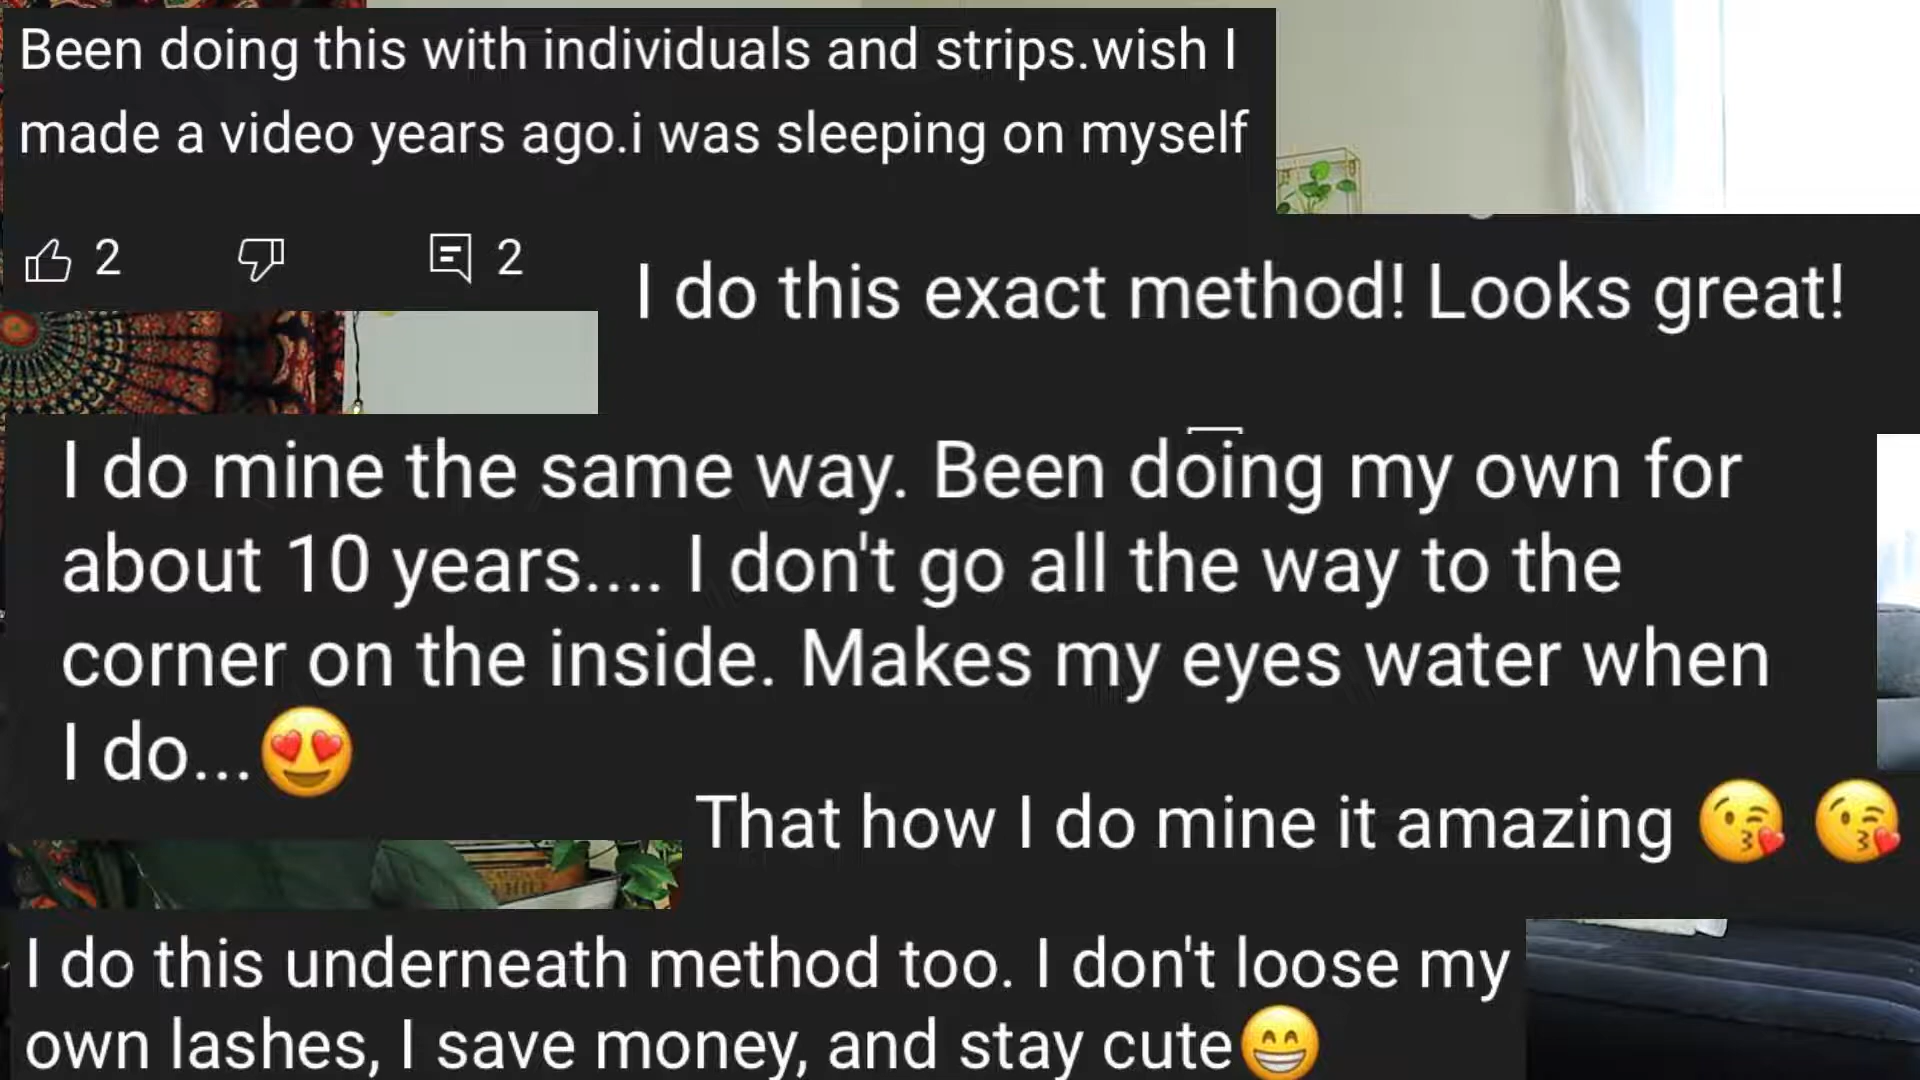 Been doing this with individuals and strips.wish I
made a video years ago.i was sleeping on myself
2
2
I do this exact method! Looks great!
I do mine the same way. Been doing my own for
about 10 years.... I don't go all the way to the
corner on the inside. Makes my eyes water when
I do...😍
That how I do mine it amazing 😘 😘
I do this underneath method too. I don't loose my
own lashes, I save money, and stay cute😁